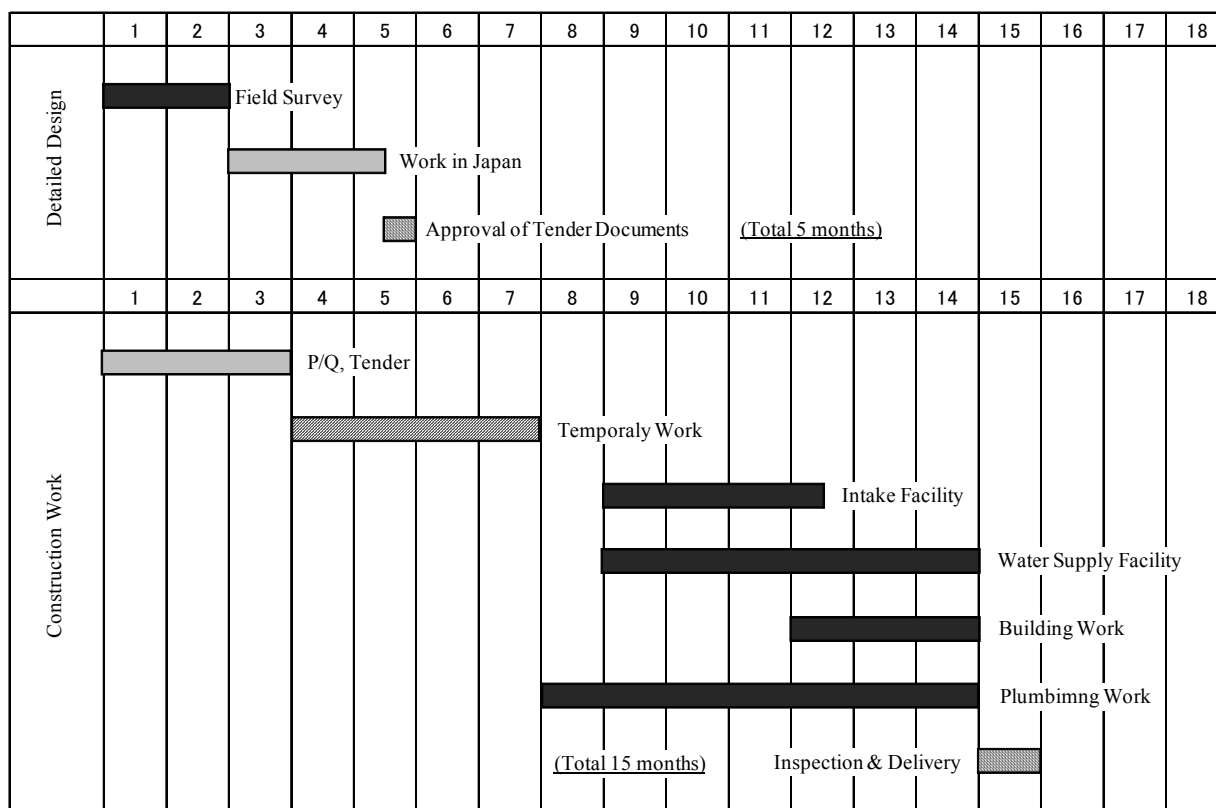 1 2 3 4 5 6 7 8 9 10 11 12 13 14 15 16 17 18
Detailed Design
Field Survey
Work in Japan
Approval of Tender Documents (Total 5 months)
1 2 3 4 5 6 7 8 9 10 11 12 13 14 15 16 17 18
Construction Work
P/Q, Tender
Temporaly Work
Intake Facility
Water Supply Facility
Building Work
Plumbimng Work
(Total 15 months) Inspection & Delivery